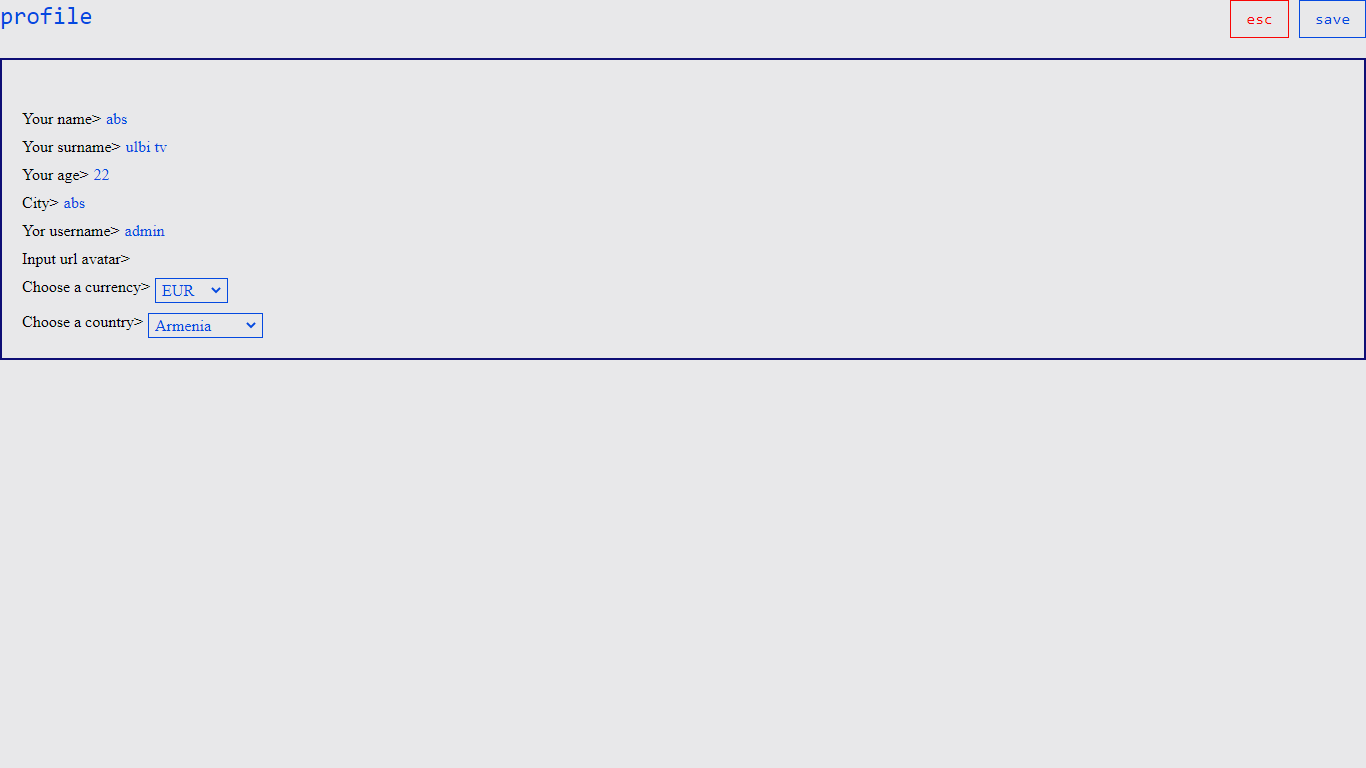 profile
esc
save
Your name> abs
Your surname> ulbi tv
Your age> 22
City> abs
Yor username> admin
Input url avatar>
Choose a currency> EUR
Choose a country> Armenia